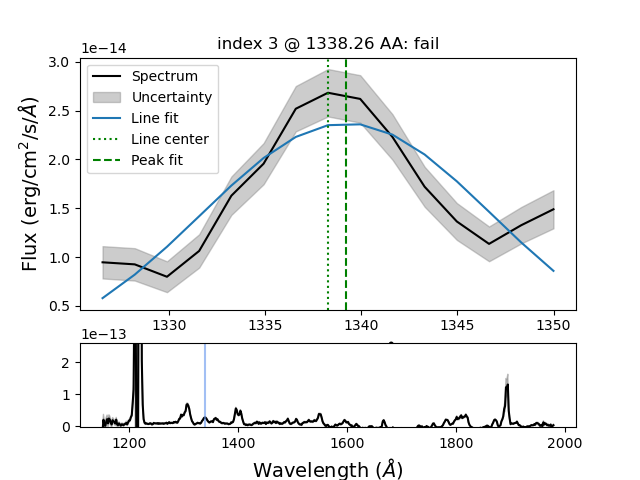 index 3 @ 1338.26 AA: fail
1e−14
3.0
2.5
2.0
1.5
1.0
0.5
Flux (erg/cm²/s/Å)
Spectrum
Uncertainty
Line fit
Line center
Peak fit
1330 1335 1340 1345 1350
1e−13
2
1
0
1200 1400 1600 1800 2000
Wavelength (Å)